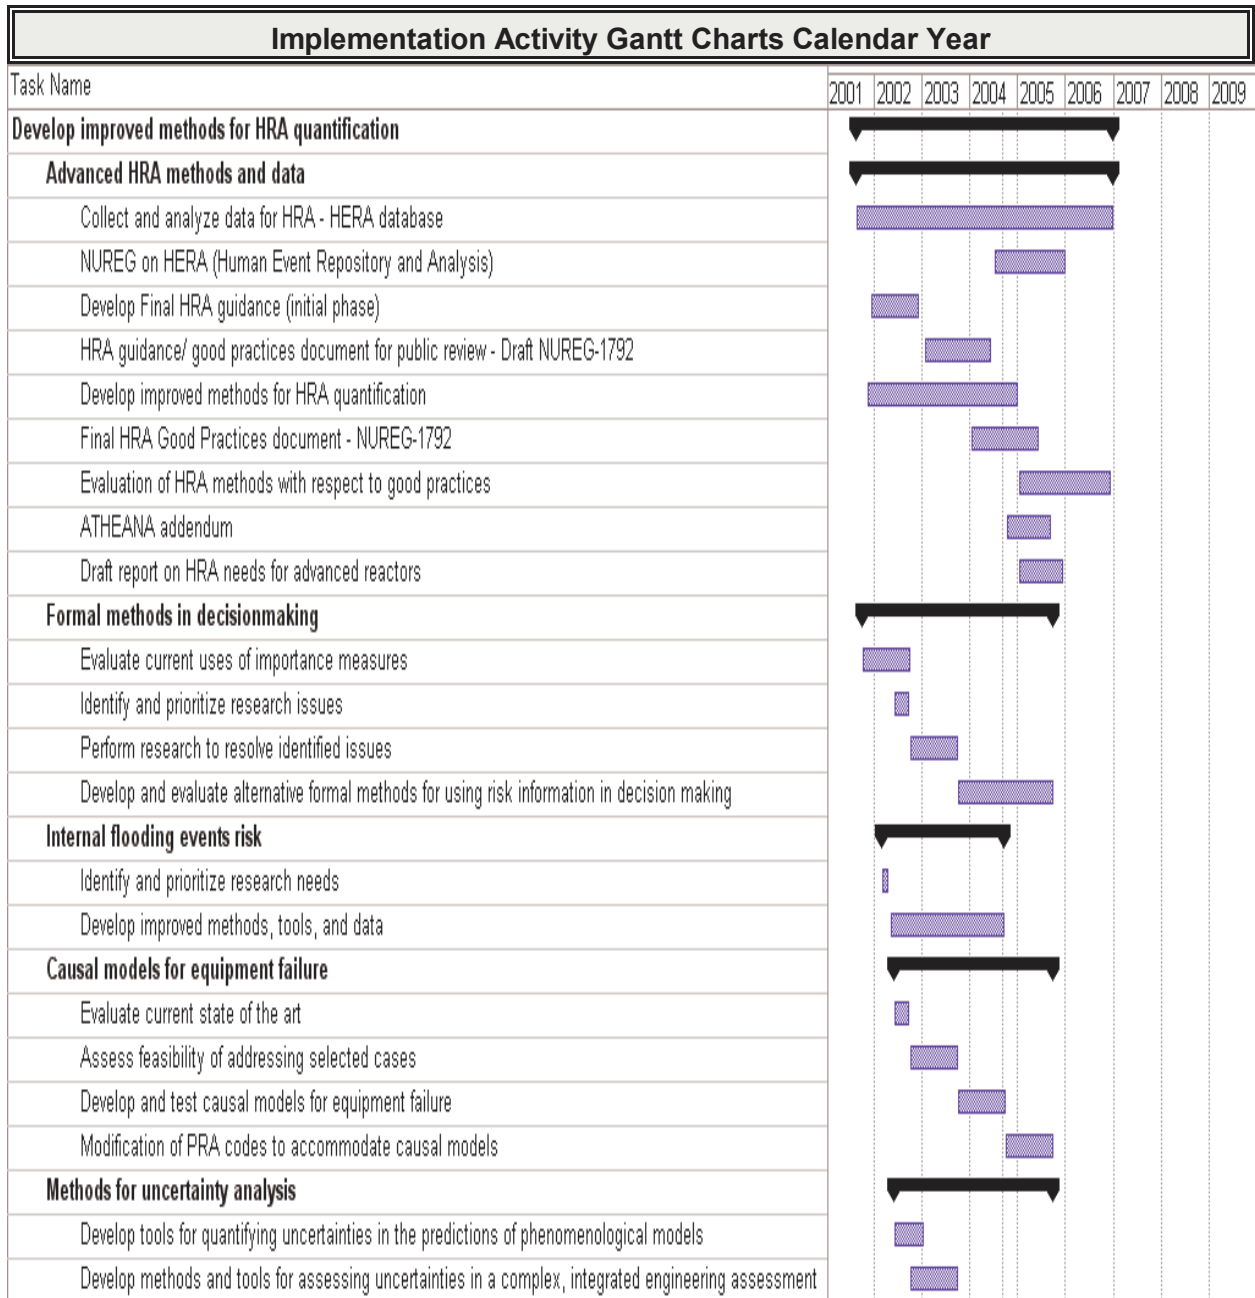 Implementation Activity Gantt Charts Calendar Year
Task Name 2001 2002 2003 2004 2005 2006 2007 2008 2009
Develop improved methods for HRA quantification
Advanced HRA methods and data
Collect and analyze data for HRA - HERA database
NUREG on HERA (Human Event Repository and Analysis)
Develop Final HRA guidance (initial phase)
HRA guidance/ good practices document for public review - Draft NUREG-1792
Develop improved methods for HRA quantification
Final HRA Good Practices document - NUREG-1792
Evaluation of HRA methods with respect to good practices
ATHEANA addendum
Draft report on HRA needs for advanced reactors
Formal methods in decisionmaking
Evaluate current uses of importance measures
Identify and prioritize research issues
Perform research to resolve identified issues
Develop and evaluate alternative formal methods for using risk information in decision making
Internal flooding events risk
Identify and prioritize research needs
Develop improved methods, tools, and data
Causal models for equipment failure
Evaluate current state of the art
Assess feasibility of addressing selected cases
Develop and test causal models for equipment failure
Modification of PRA codes to accommodate causal models
Methods for uncertainty analysis
Develop tools for quantifying uncertainties in the predictions of phenomenological models
Develop methods and tools for assessing uncertainties in a complex, integrated engineering assessment